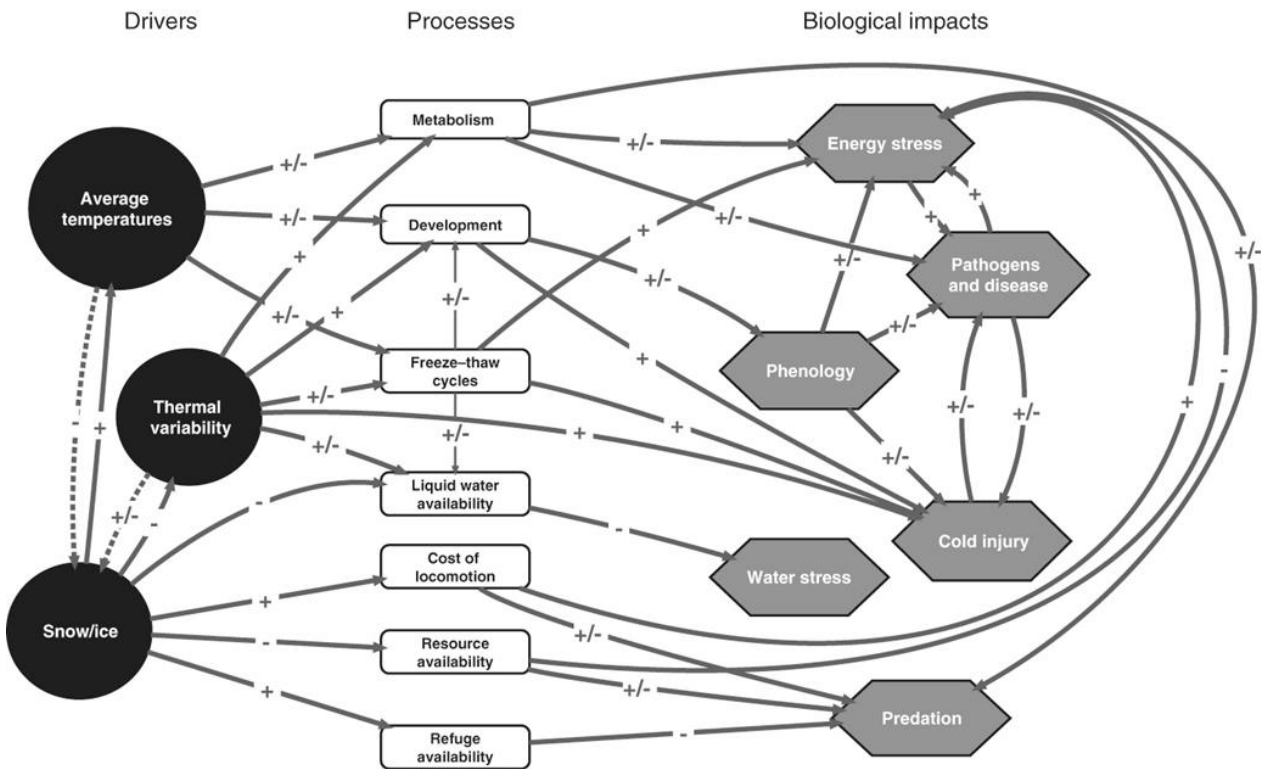 Drivers
Processes
Biological impacts
Metabolism
+/-
+/-
Energy stress
Average
temperatures
+/-
Development
+/-
+
+
+
+/-
+/-
Pathogens
and disease
+
+/-
+/-
+/-
+
+/-
+/-
Freeze–thaw
cycles
+
Phenology
-
Thermal
variability
+/-
+
+
+/-
+/-
+
-
+
+/-
+/-
+/-
+/-
-
-
Liquid water
availability
-
Cold injury
Water stress
Cost of
locomotion
+
Snow/ice
-
Resource
availability
+/-
+/-
+
Refuge
availability
-
Predation